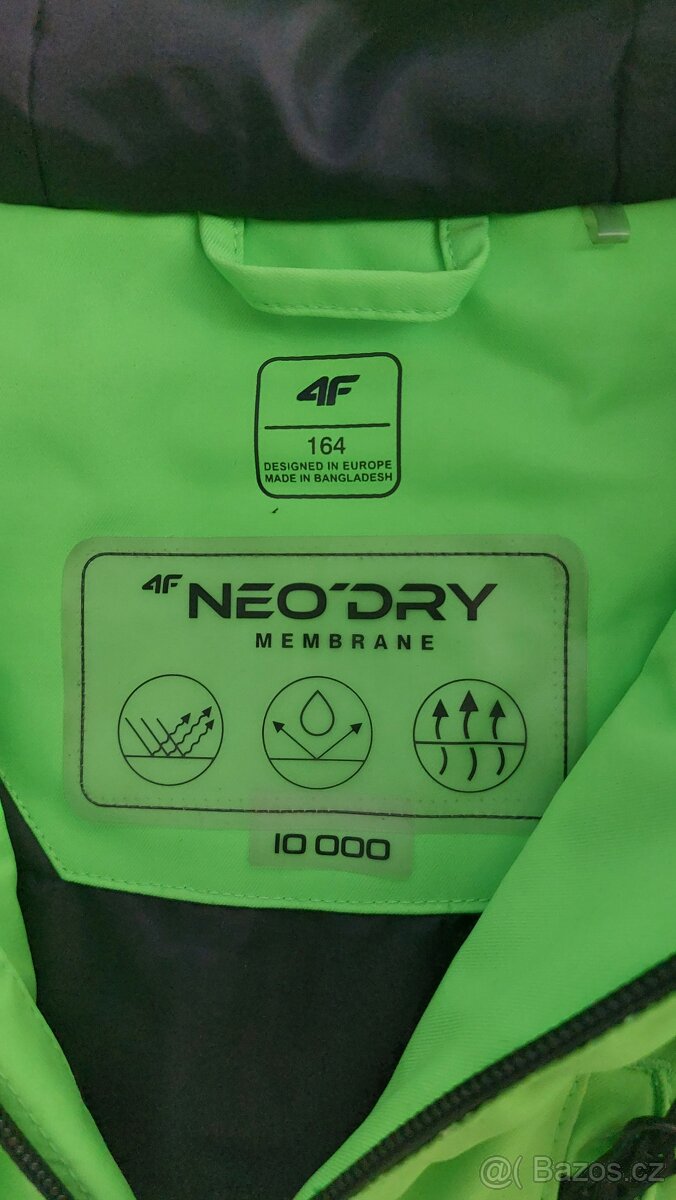 4F
164
DESIGNED IN EUROPE
MADE IN BANGLADESH
4F NEO'DRY
MEMBRANE
10 000
@( Bazos.cz